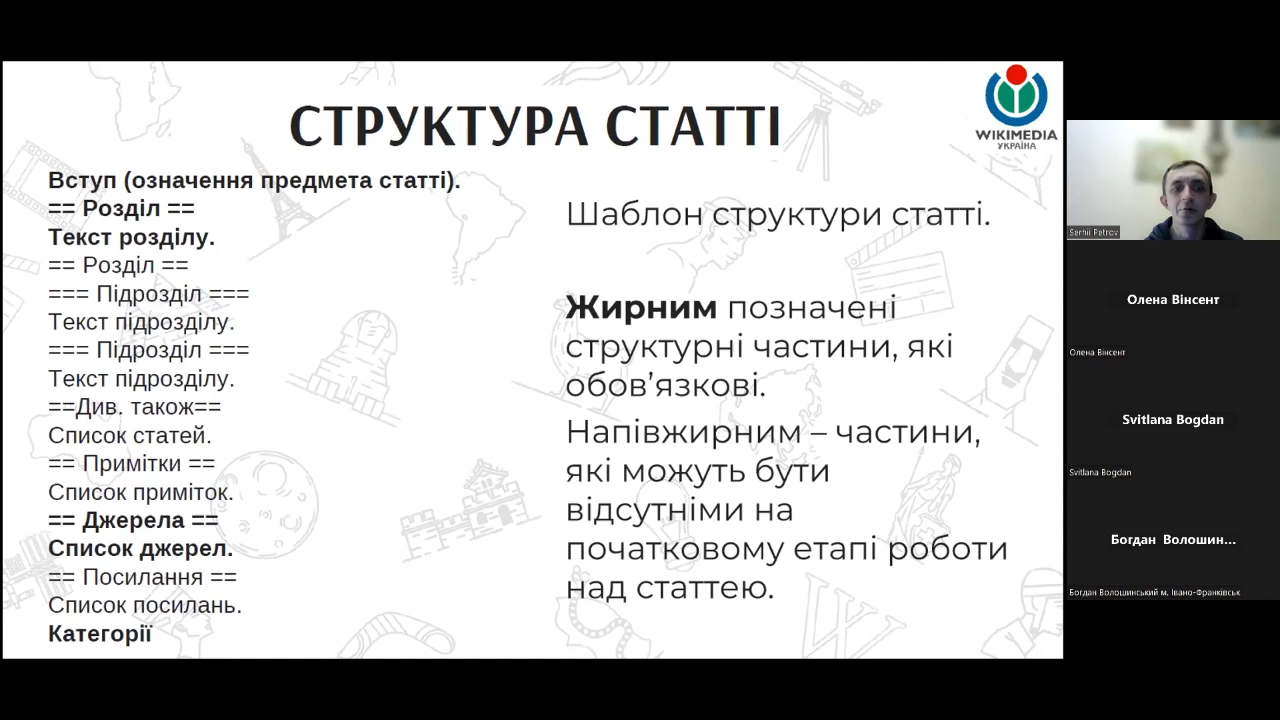 СТРУКТУРА СТАТТІ
WIKIMEDIA
УКРАЇНА
Вступ (означення предмета статті).
== Розділ ==
Текст розділу.
== Розділ ==
=== Підрозділ ===
Текст підрозділу.
=== Підрозділ ===
Текст підрозділу.
==Див. також==
Список статей.
== Примітки ==
Список приміток.
== Джерела ==
Список джерел.
== Посилання ==
Список посилань.
Категорії
Шаблон структури статті.
Жирним позначені
структурні частини, які
обов’язкові.
Напівжирним – частини,
які можуть бути
відсутніми на
початковому етапі роботи
над статтею.
Serhii Petrov
Олена Вінсент
Олена Вінсент
Svitlana Bogdan
Svitlana Bogdan
Богдан Волошин...
Богдан Волошинський м. Івано-Франківськ